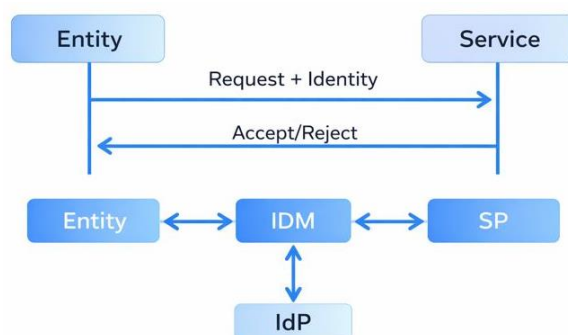 Entity
Service
Request + Identity
Accept/Reject
Entity
IDM
SP
IdP